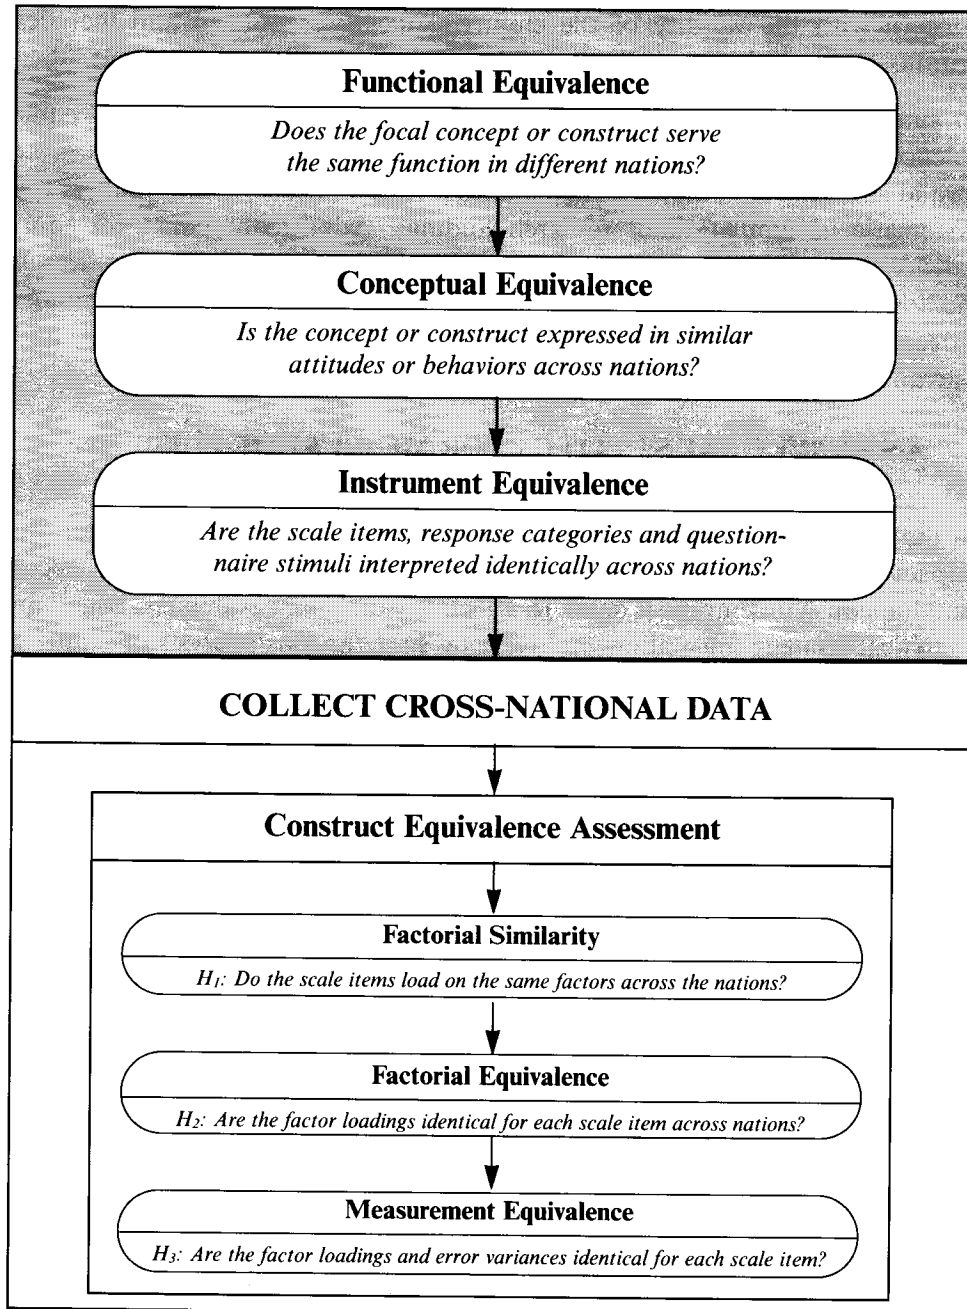 Functional Equivalence
Does the focal concept or construct serve
the same function in different nations?
Conceptual Equivalence
Is the concept or construct expressed in similar
attitudes or behaviors across nations?
Instrument Equivalence
Are the scale items, response categories and question-
naire stimuli interpreted identically across nations?
COLLECT CROSS-NATIONAL DATA
Construct Equivalence Assessment
Factorial Similarity
H₁: Do the scale items load on the same factors across the nations?
Factorial Equivalence
H₂: Are the factor loadings identical for each scale item across nations?
Measurement Equivalence
H₃: Are the factor loadings and error variances identical for each scale item?